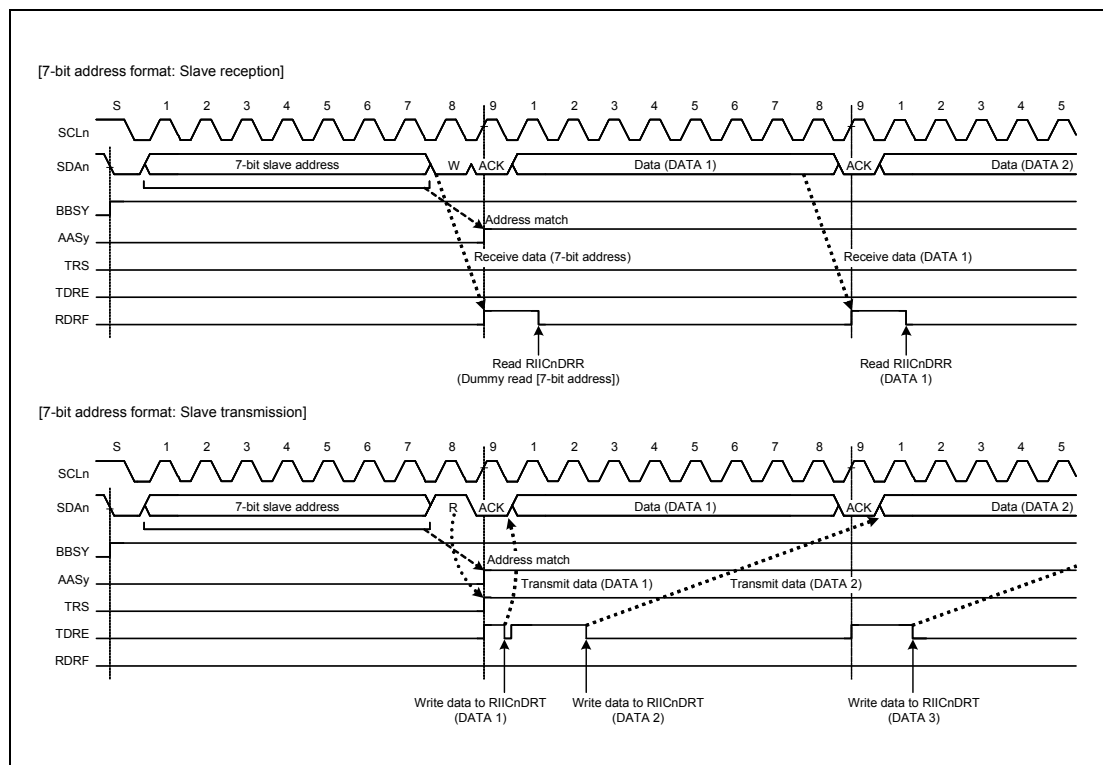 [7-bit address format: Slave reception]
S 1 2 3 4 5 6 7 8 9 1 2 3 4 5 6 7 8 9 1 2 3 4 5
SCLn
SDAn 7-bit slave address W ACK Data (DATA 1) ACK Data (DATA 2)
BBSY
Address match
AASy
Receive data (7-bit address) Receive data (DATA 1)
TRS
TDRE
RDRF
Read RIICnDRR Read RIICnDRR
(Dummy read [7-bit address]) (DATA 1)
[7-bit address format: Slave transmission]
S 1 2 3 4 5 6 7 8 9 1 2 3 4 5 6 7 8 9 1 2 3 4 5
SCLn
SDAn 7-bit slave address R ACK Data (DATA 1) ACK Data (DATA 2)
BBSY
Address match
AASy
Transmit data (DATA 1) Transmit data (DATA 2)
TRS
TDRE
RDRF
Write data to RIICnDRT Write data to RIICnDRT Write data to RIICnDRT
(DATA 1) (DATA 2) (DATA 3)